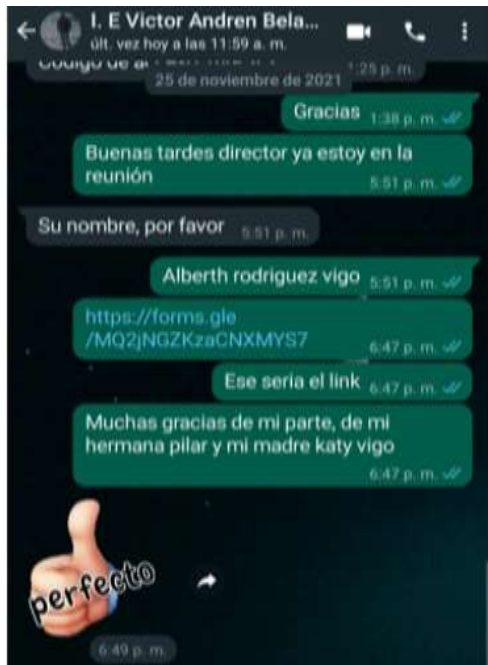 I. E Victor Andren Bela...
últ. vez hoy a las 11:59 a. m.
1:25 p. m.
25 de noviembre de 2021
Gracias 1:38 p. m.
Buenas tardes director ya estoy en la
reunión
5:51 p. m.
Su nombre, por favor 5:51 p. m.
Alberth rodriguez vigo 5:51 p. m.
https://forms.gle
/MQ2jNGZKzaCNXMYS7
6:47 p. m.
Ese seria el link 6:47 p. m.
Muchas gracias de mi parte, de mi
hermana pilar y mi madre katy vigo
6:47 p. m.
perfecto
6:49 p. m.